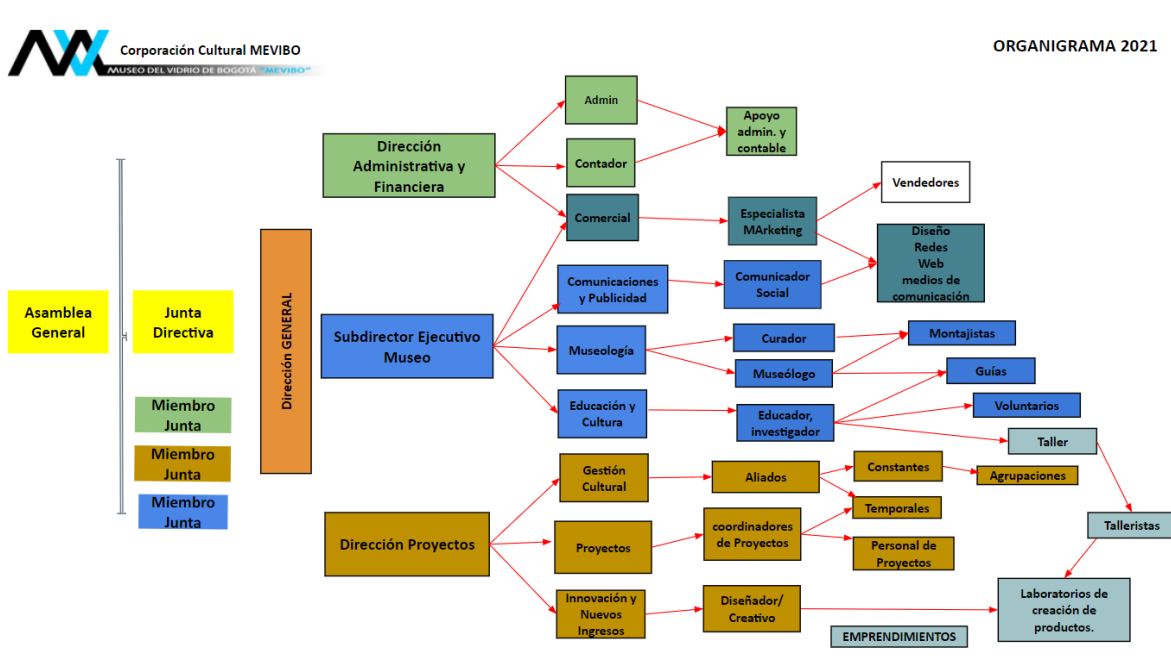 Corporación Cultural MEVIBO
MUSEO DEL VIDRIO DE BOGOTÁ "MEVIBO"
ORGANIGRAMA 2021
Asamblea
General
Junta
Directiva
Miembro
Junta
Miembro
Junta
Miembro
Junta
Dirección GENERAL
Dirección
Administrativa y
Financiera
Admin
Contador
Comercial
Apoyo
admin. y
contable
Especialista
MArketing
Vendedores
Diseño
Redes
Web
medios de
comunicación
Subdirector Ejecutivo
Museo
Comunicaciones
y Publicidad
Comunicador
Social
Museología
Curador
Museólogo
Montajistas
Educación y
Cultura
Educador,
investigador
Guías
Voluntarios
Taller
Talleristas
Dirección Proyectos
Gestión
Cultural
Aliados
Constantes
Agrupaciones
Temporales
Proyectos
coordinadores
de Proyectos
Personal de
Proyectos
Innovación y
Nuevos
Ingresos
Diseñador/
Creativo
Laboratorios de
creación de
productos.
EMPRENDIMIENTOS